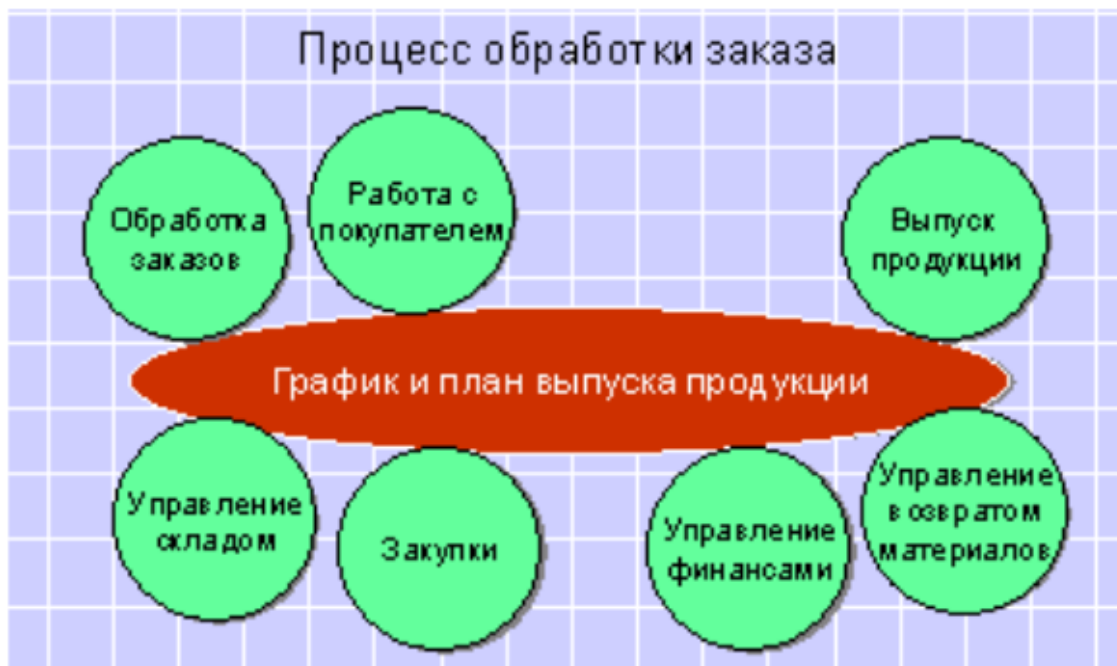 Процесс обработки заказа
Обработка
заказов
Работа с
покупателем
Выпуск
продукции
График и план выпуска продукции
Управление
складом
Закупки
Управление
финансами
Управление
возвратом
материалов